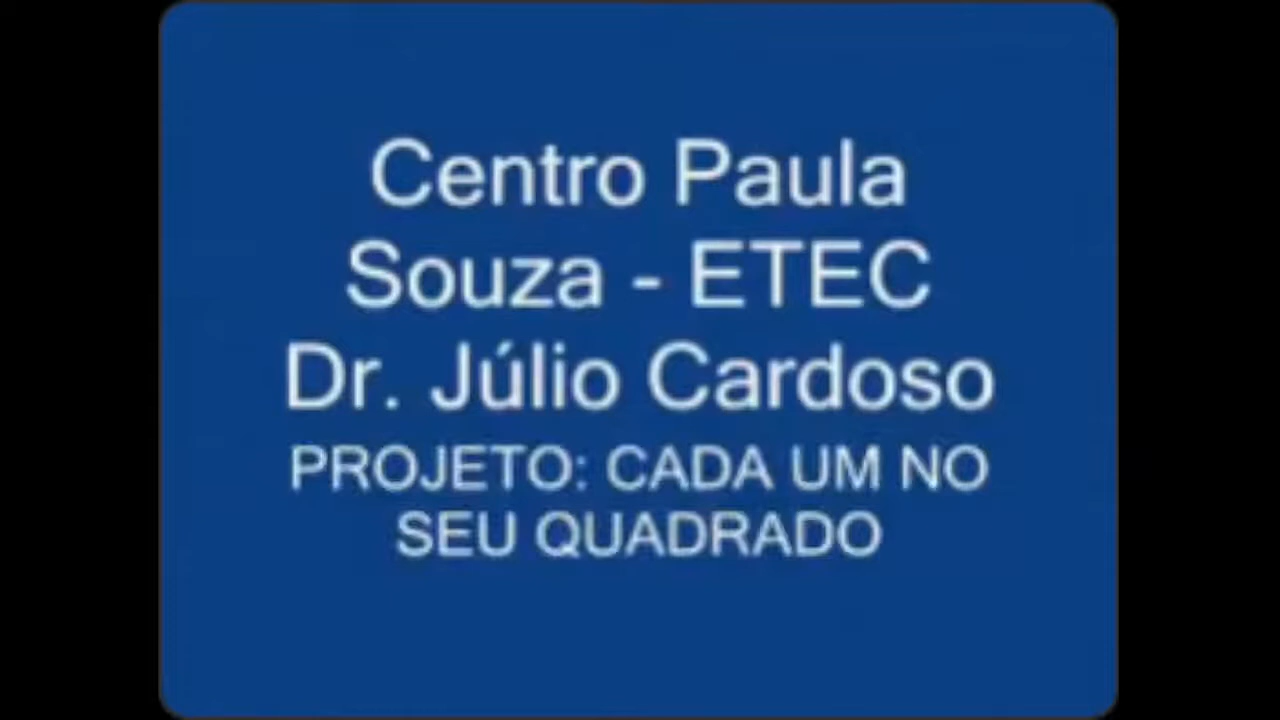 Centro Paula
Souza - ETEC
Dr. Júlio Cardoso
PROJETO: CADA UM NO
SEU QUADRADO